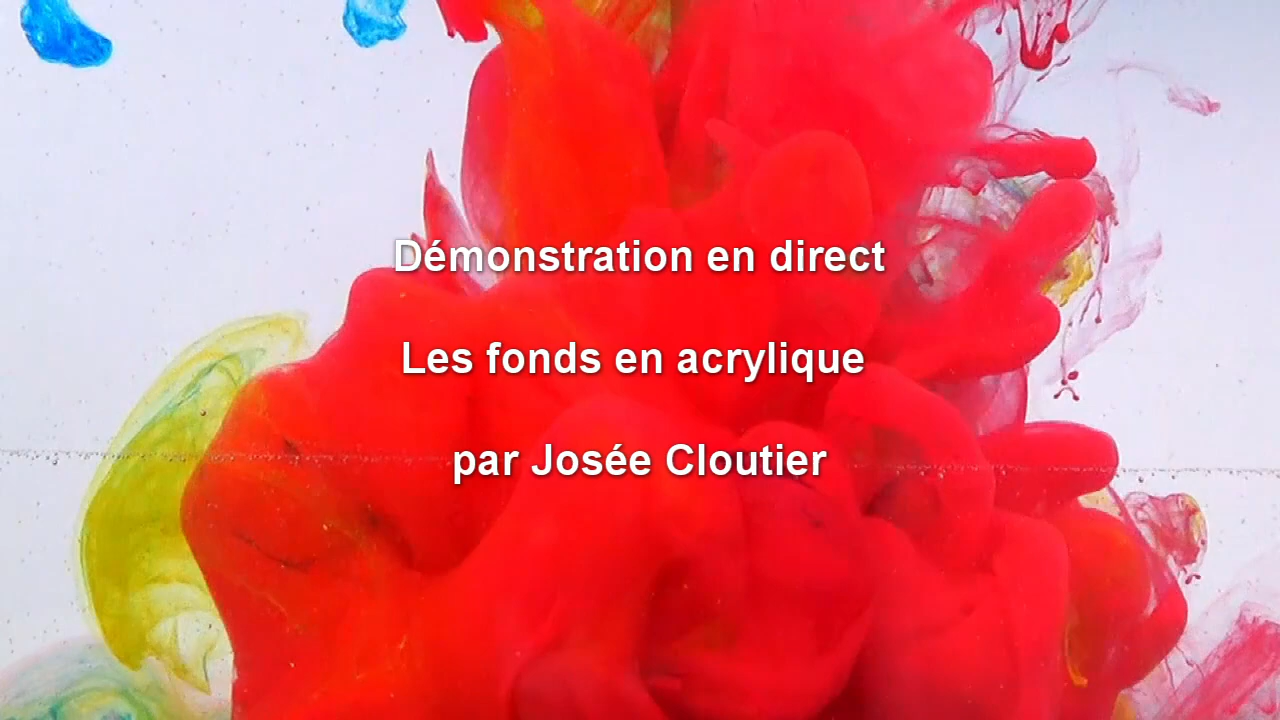 Démonstration en direct
Les fonds en acrylique
par Josée Cloutier